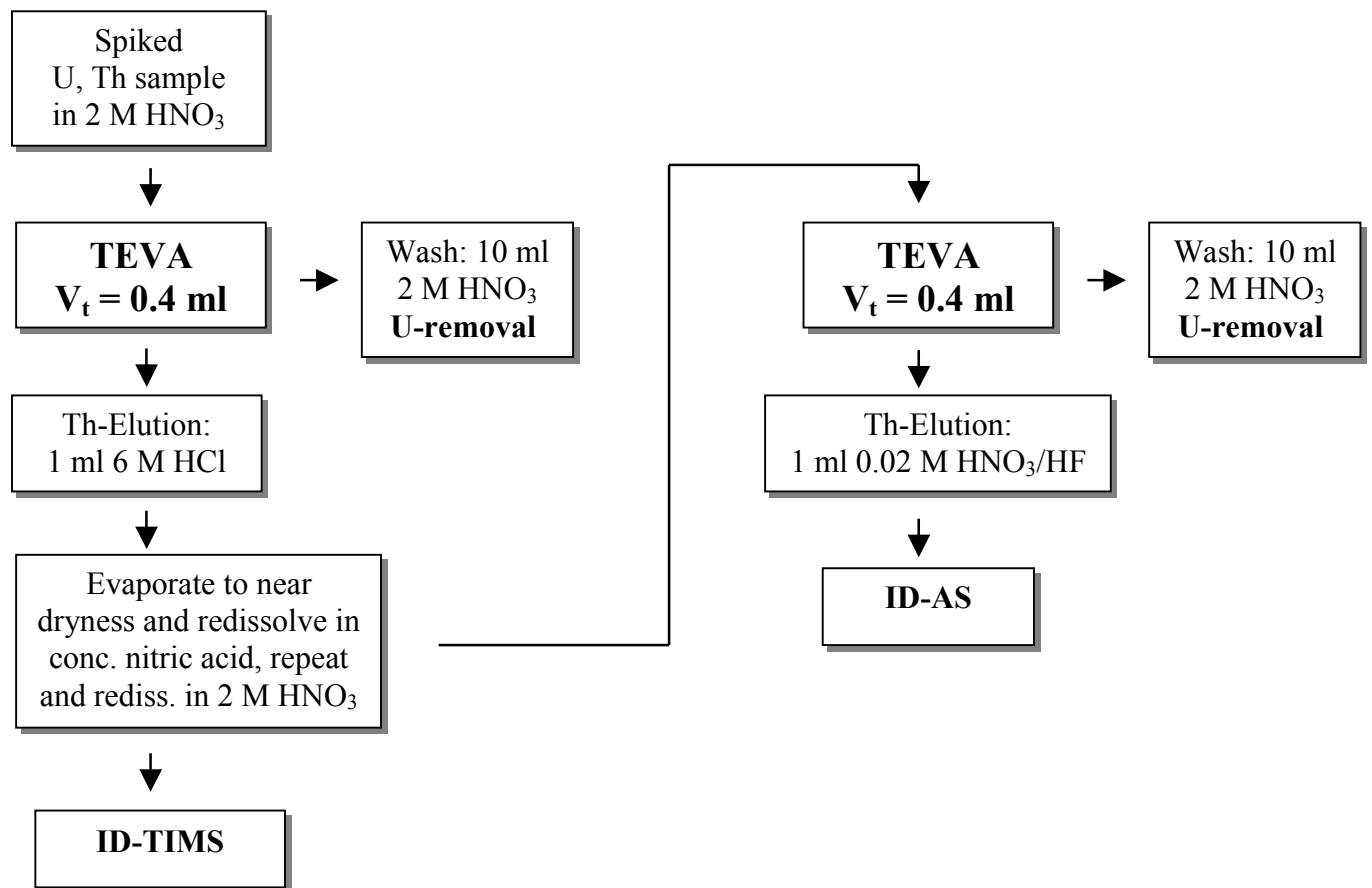 Spiked
U, Th sample
in 2 M HNO₃
TEVA
Vₜ = 0.4 ml
Wash: 10 ml
2 M HNO₃
U-removal
Th-Elution:
1 ml 6 M HCl
Evaporate to near
dryness and redissolve in
conc. nitric acid, repeat
and rediss. in 2 M HNO₃
ID-TIMS
TEVA
Vₜ = 0.4 ml
Wash: 10 ml
2 M HNO₃
U-removal
Th-Elution:
1 ml 0.02 M HNO₃/HF
ID-AS